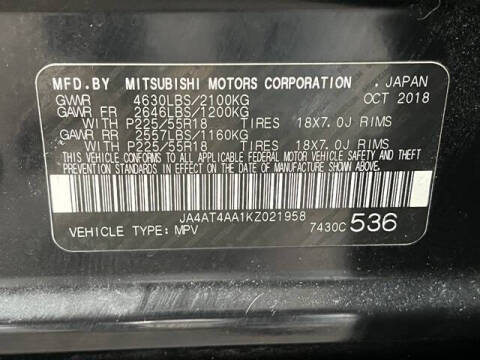 MFD.BY MITSUBISHI MOTORS CORPORATION . JAPAN
GVWR 4630LBS/2100KG OCT 2018
GAWR FR 2646LBS/1200KG
WITH P225/55R18 TIRES 18X7.0J RIMS
GAWR RR 2557LBS/1160KG
WITH P225/55R18 TIRES 18X7.0J RIMS
THIS VEHICLE CONFORMS TO ALL APPLICABLE FEDERAL MOTOR VEHICLE SAFETY AND
THEFT PREVENTION STANDARDS IN EFFECT ON THE DATE OF MANUFACTURE SHOWN ABOVE.
JA4AT4AA1KZ021958
VEHICLE TYPE: MPV 7430C 536